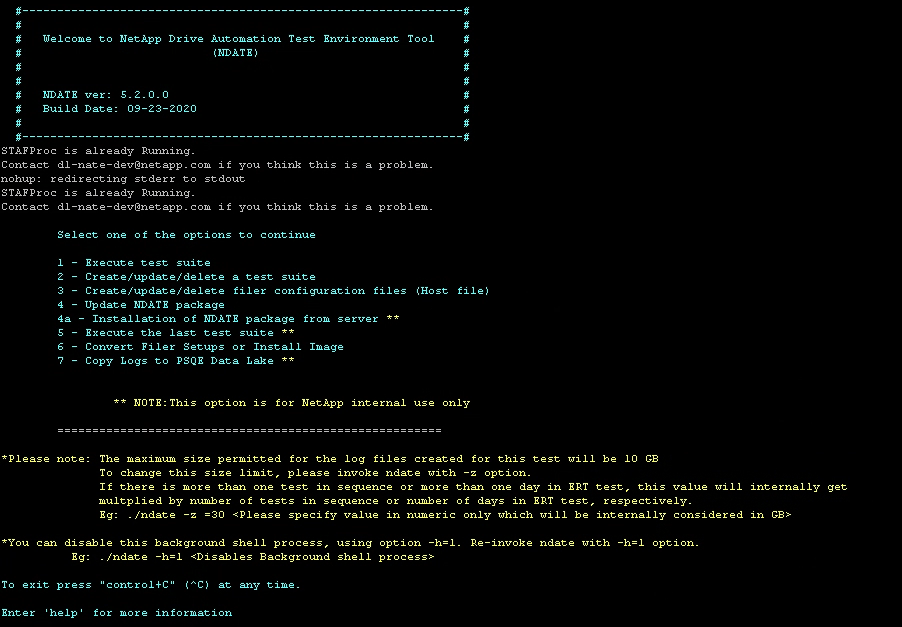 #---------------------------------------------------------------#
#                                                               #
#   Welcome to NetApp Drive Automation Test Environment Tool    #
#                           (NDATE)                             #
#                                                               #
#                                                               #
#   NDATE ver: 5.2.0.0                                          #
#   Build Date: 09-23-2020                                      #
#                                                               #
#---------------------------------------------------------------#
STAFProc is already Running.
Contact dl-nate-dev@netapp.com if you think this is a problem.
nohup: redirecting stderr to stdout
STAFProc is already Running.
Contact dl-nate-dev@netapp.com if you think this is a problem.
Select one of the options to continue
1 - Execute test suite
2 - Create/update/delete a test suite
3 - Create/update/delete filer configuration files (Host file)
4 - Update NDATE package
4a - Installation of NDATE package from server **
5 - Execute the last test suite **
6 - Convert Filer Setups or Install Image
7 - Copy Logs to PSQE Data Lake **
** NOTE:This option is for NetApp internal use only
=======================================================
*Please note: The maximum size permitted for the log files created for this test will be 10 GB
To change this size limit, please invoke ndate with -z option.
If there is more than one test in sequence or more than one day in ERT test, this value will internally get
multplied by number of tests in sequence or number of days in ERT test, respectively.
Eg: ./ndate -z =30 <Please specify value in numeric only which will be internally considered in GB>
*You can disable this background shell process, using option -h=1. Re-invoke ndate with -h=1 option.
Eg: ./ndate -h=1 <Disables Background shell process>
To exit press "control+C" (^C) at any time.
Enter 'help' for more information